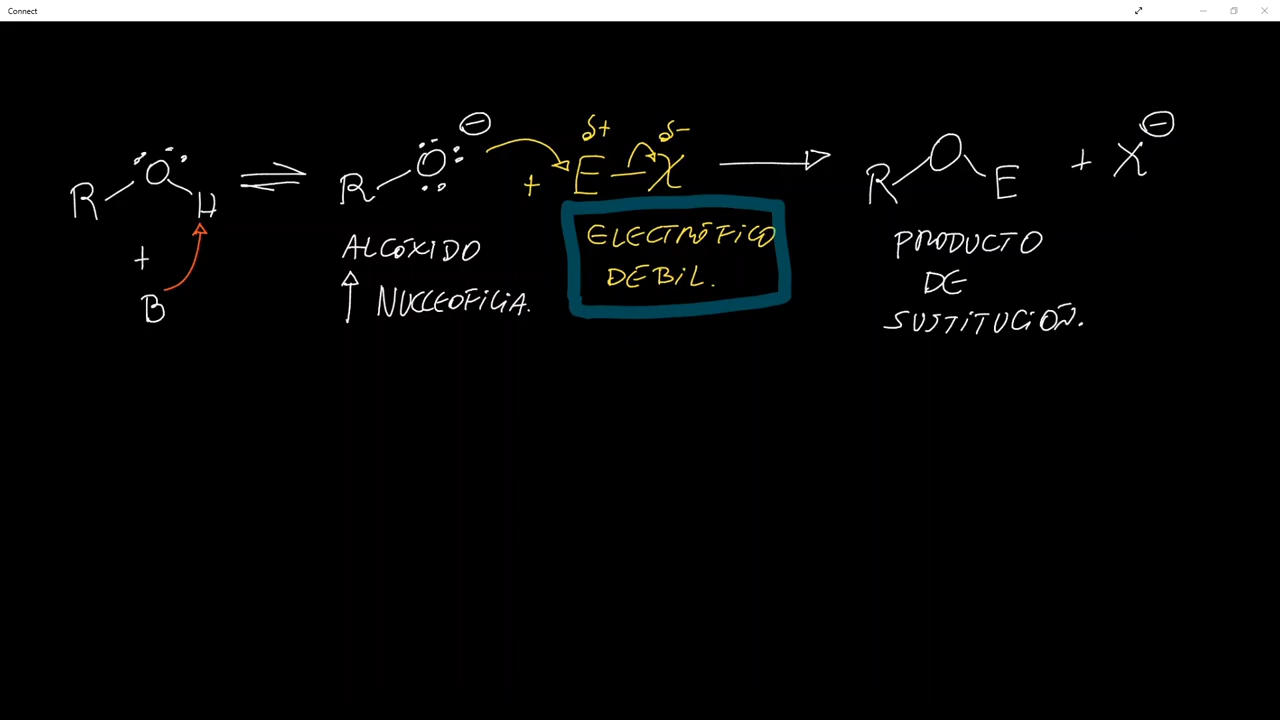 Connect
R O H ⇌ R O ⊖ + E — X → R O E + X ⊖
δ+ δ-
+
B
ALCÓXIDO
↑ NUCLEOFILIA.
ELECTRÓFICO
DÉBIL.
PRODUCTO
DE
SUSTITUCIÓN.